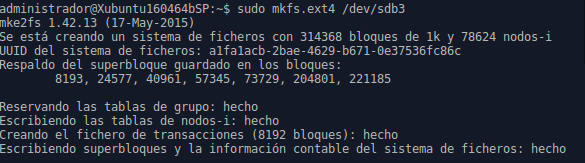 administrador@Xubuntu160464bSP:~$ sudo mkfs.ext4 /dev/sdb3
mke2fs 1.42.13 (17-May-2015)
Se está creando un sistema de ficheros con 314368 bloques de 1k y 78624 nodos-i
UUID del sistema de ficheros: a1fa1acb-2bae-4629-b671-0e37536fc86c
Respaldo del superbloque guardado en los bloques:
8193, 24577, 40961, 57345, 73729, 204801, 221185
Reservando las tablas de grupo: hecho
Escribiendo las tablas de nodos-i: hecho
Creando el fichero de transacciones (8192 bloques): hecho
Escribiendo superbloques y la información contable del sistema de ficheros: hecho